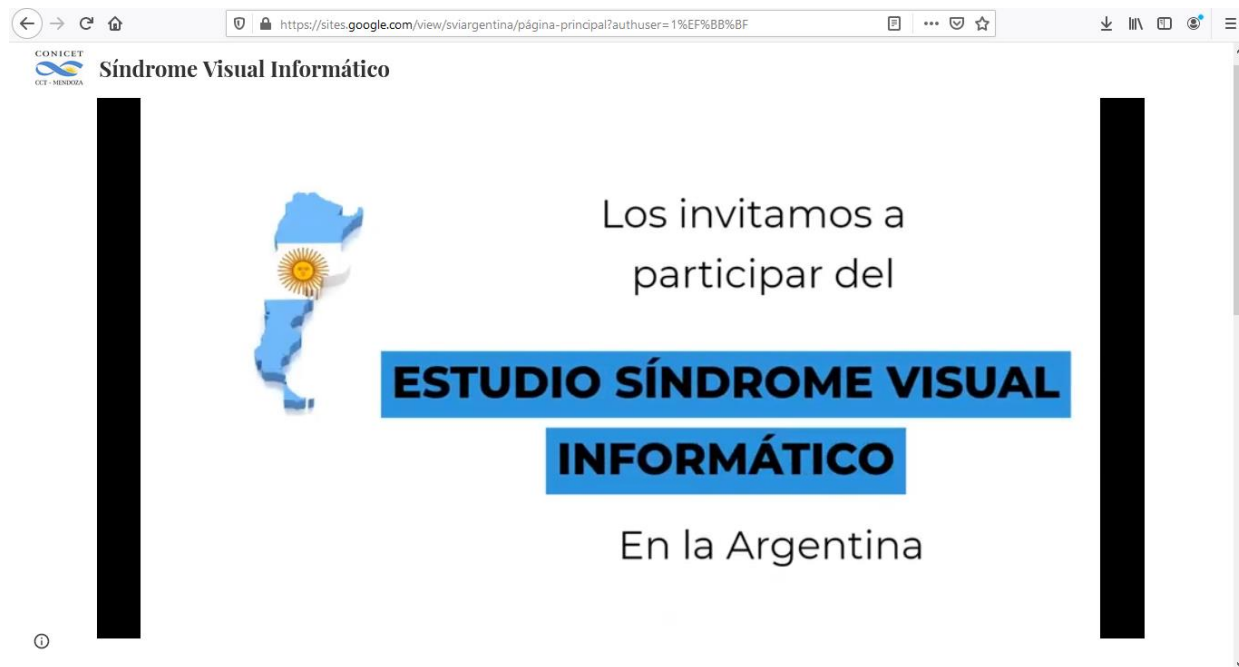 https://sites.google.com/view/sviargentina/página-principal?authuser=1%EF%BB%BF
CONICET
CCT - MENDOZA
Síndrome Visual Informático
Los invitamos a
participar del
ESTUDIO SÍNDROME VISUAL
INFORMÁTICO
En la Argentina